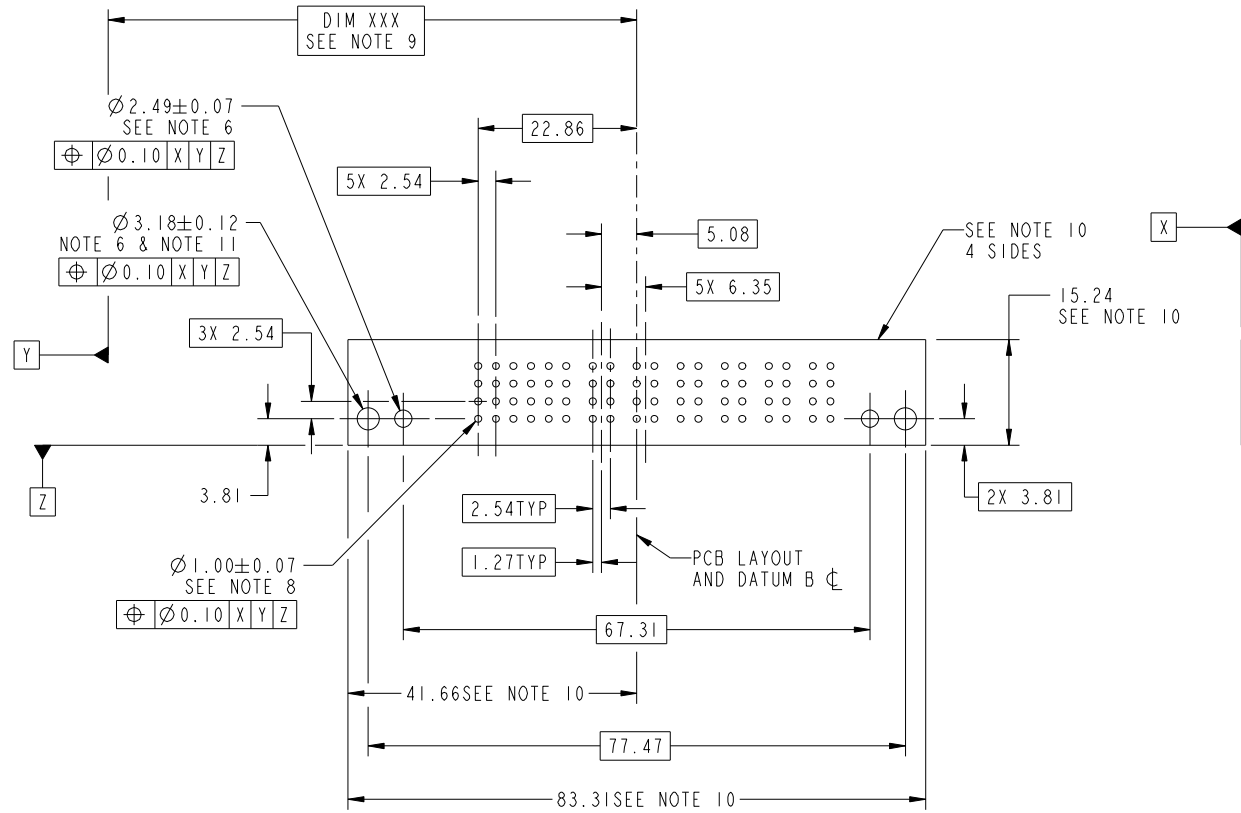 DIM XXX
SEE NOTE 9
Ø2.49±0.07
SEE NOTE 6
⌖ Ø0.10 X Y Z
22.86
5X 2.54
Ø3.18±0.12
NOTE 6 & NOTE 11
⌖ Ø0.10 X Y Z
5.08
SEE NOTE 10
4 SIDES
X
5X 6.35
15.24
SEE NOTE 10
3X 2.54
Y
Z
3.81
2X 3.81
2.54TYP
1.27TYP
PCB LAYOUT
AND DATUM B ℄
Ø1.00±0.07
SEE NOTE 8
⌖ Ø0.10 X Y Z
67.31
41.66SEE NOTE 10
77.47
83.31SEE NOTE 10